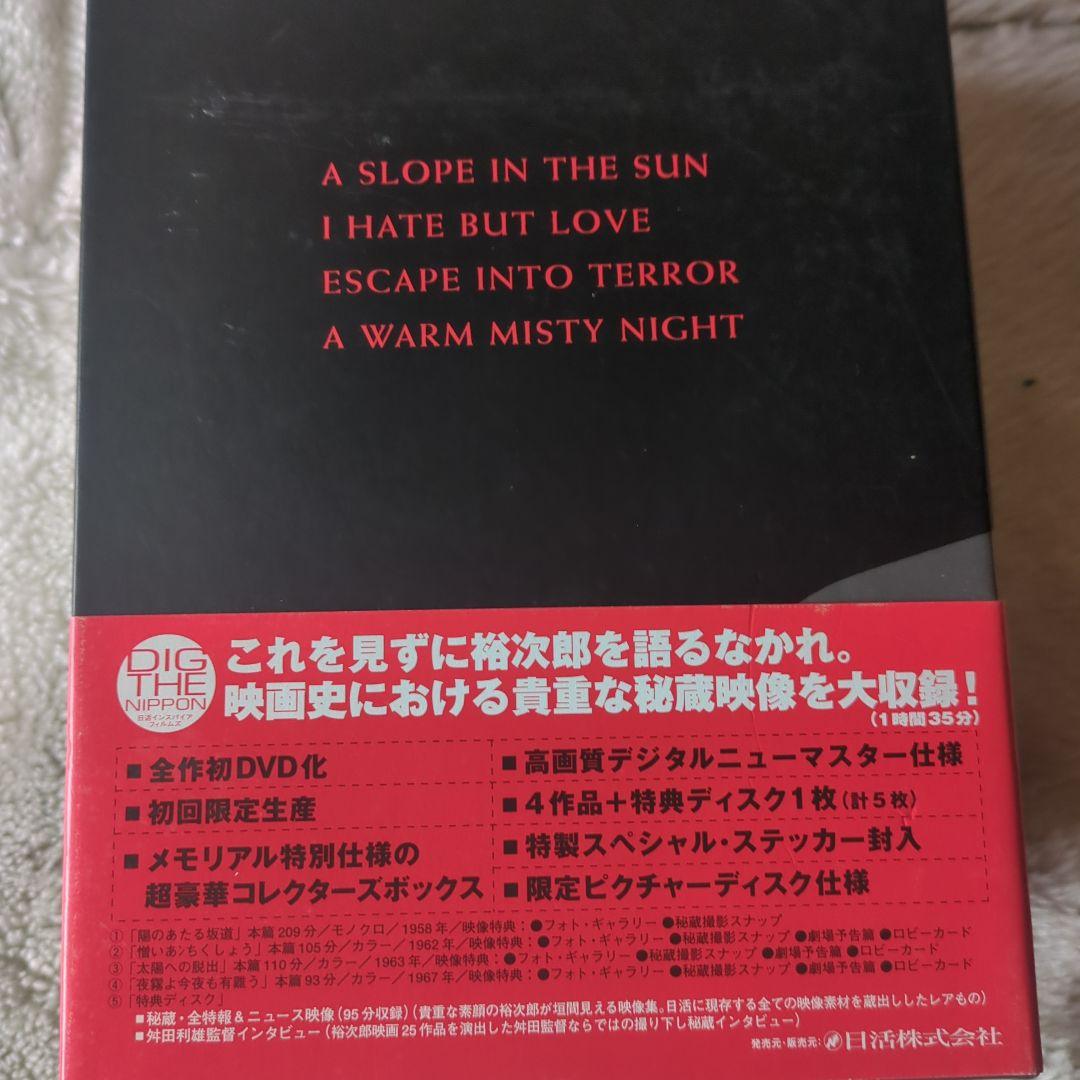 A SLOPE IN THE SUN
I HATE BUT LOVE
ESCAPE INTO TERROR
A WARM MISTY NIGHT
DIG
THE
NIPPON
日活インスパイア
フィルムズ
これを見ずに裕次郎を語るなかれ。
映画史における貴重な秘蔵映像を大収録!
(1時間35分)
■全作初DVD化
■初回限定生産
■メモリアル特別仕様の
超豪華コレクターズボックス
■高画質デジタルニューマスター仕様
■4作品+特典ディスク1枚(計5枚)
■特製スペシャル・ステッカー封入
■限定ピクチャーディスク仕様
①「陽のあたる坂道」本篇209分/モノクロ/1958年/映像特典:●フォト・ギャラリー ●秘蔵撮影スナップ
②「憎いあンちくしょう」本篇105分/カラー/1962年/映像特典:●フォト・ギャラリー ●秘蔵撮影スナップ ●劇場予告篇 ●ロビーカード
③「太陽への脱出」本篇110分/カラー/1963年/映像特典:●フォト・ギャラリー ●秘蔵撮影スナップ ●劇場予告篇 ●ロビーカード
④「夜霧よ今夜も有難う」本篇93分/カラー/1967年/映像特典:●フォト・ギャラリー ●秘蔵撮影スナップ ●劇場予告篇 ●ロビーカード
⑤「特典ディスク」
■秘蔵・全特報&ニュース映像(95分収録)(貴重な素顔の裕次郎が垣間見える映像集。日活に現存する全ての映像素材を蔵出ししたレアもの)
■舛田利雄監督インタビュー(裕次郎映画25作品を演出した舛田監督ならではの撮り下し秘蔵インタビュー)
発売元・販売元:日活株式会社